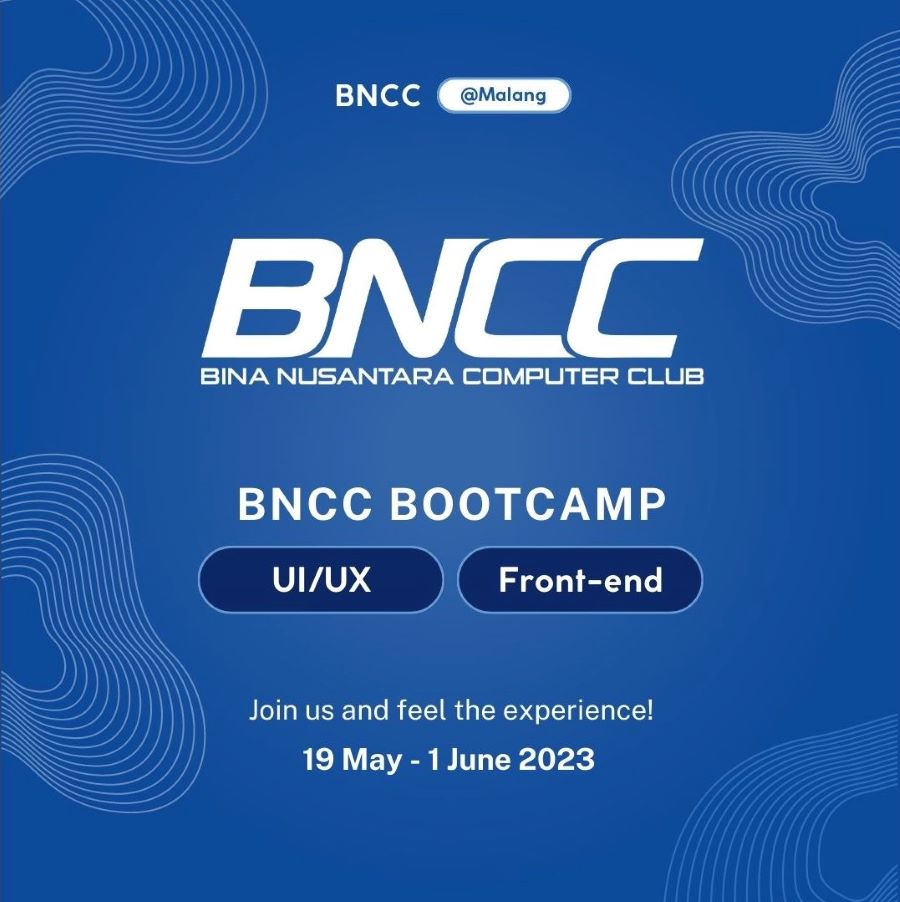 BNCC @Malang
BNCC
BINA NUSANTARA COMPUTER CLUB
BNCC BOOTCAMP
UI/UX Front-end
Join us and feel the experience!
19 May - 1 June 2023